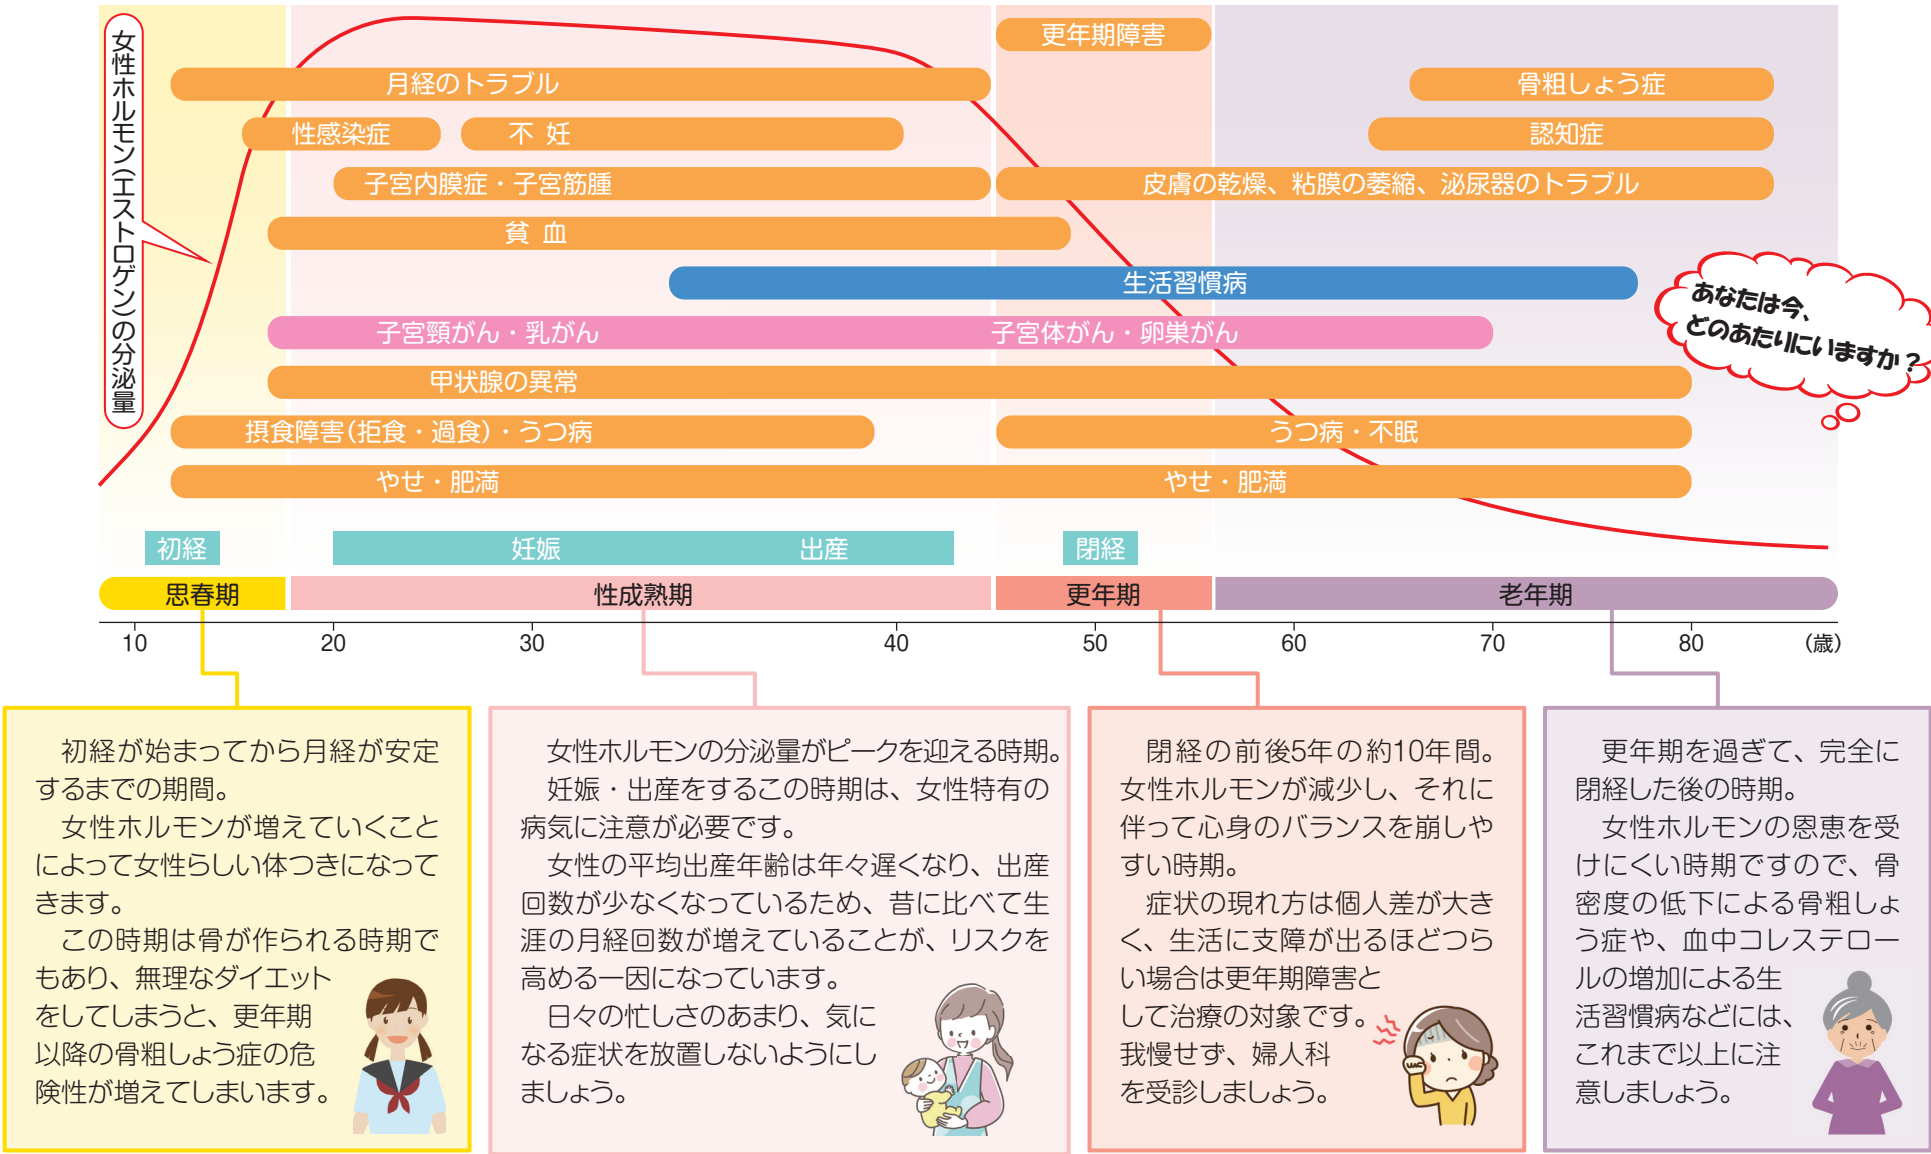 女性ホルモン(エストロゲン)の分泌量
更年期障害
月経のトラブル
骨粗しょう症
性感染症
不 妊
認知症
子宮内膜症・子宮筋腫
皮膚の乾燥、粘膜の萎縮、泌尿器のトラブル
貧 血
生活習慣病
あなたは今、
どのあたりにいますか?
子宮頸がん・乳がん
子宮体がん・卵巣がん
甲状腺の異常
摂食障害(拒食・過食)・うつ病
うつ病・不眠
やせ・肥満
やせ・肥満
初経
妊娠
出産
閉経
思春期
性成熟期
更年期
老年期
10 20 30 40 50 60 70 80 (歳)
初経が始まってから月経が安定
するまでの期間。
女性ホルモンが増えていくこと
によって女性らしい体つきになって
きます。
この時期は骨が作られる時期で
もあり、無理なダイエット
をしてしまうと、更年期
以降の骨粗しょう症の危
険性が増えてしまいます。
女性ホルモンの分泌量がピークを迎える時期。
妊娠・出産をするこの時期は、女性特有の
病気に注意が必要です。
女性の平均出産年齢は年々遅くなり、出産
回数が少なくなっているため、昔に比べて生
涯の月経回数が増えていることが、リスクを
高める一因になっています。
日々の忙しさのあまり、気に
なる症状を放置しないようにし
ましょう。
閉経の前後5年の約10年間。
女性ホルモンが減少し、それに
伴って心身のバランスを崩しや
すい時期。
症状の現れ方は個人差が大き
く、生活に支障が出るほどつら
い場合は更年期障害と
して治療の対象です。
我慢せず、婦人科
を受診しましょう。
更年期を過ぎて、完全に
閉経した後の時期。
女性ホルモンの恩恵を受
けにくい時期ですので、骨
密度の低下による骨粗しょ
う症や、血中コレステロー
ルの増加による生
活習慣病などには、
これまで以上に注
意しましょう。